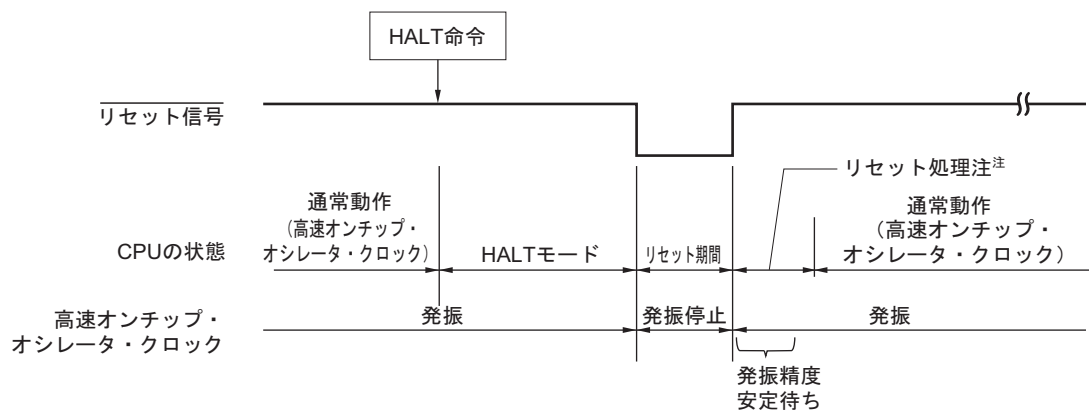 HALT命令
リセット信号
リセット処理注注
通常動作
（高速オンチップ・
オシレータ・クロック）
通常動作
（高速オンチップ・
オシレータ・クロック）
CPUの状態
HALTモード
リセット期間
高速オンチップ・
オシレータ・クロック
発振
発振停止
発振
発振精度
安定待ち